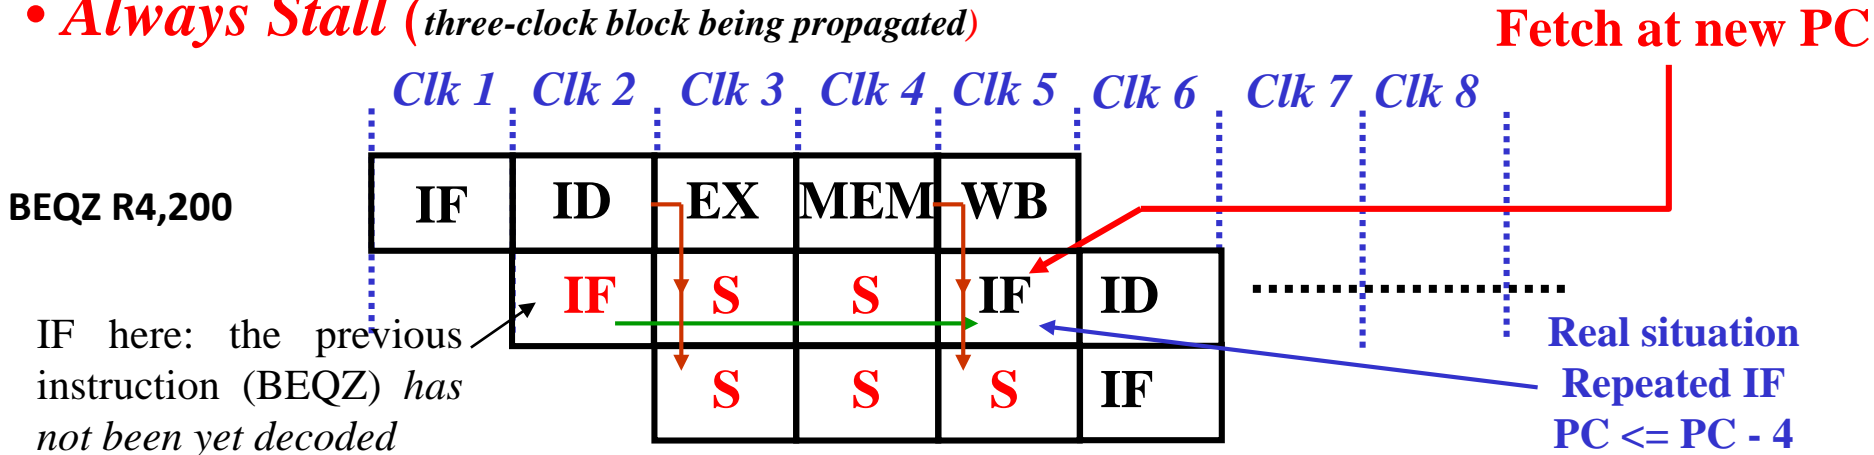 • Always Stall (three-clock block being propagated)
Fetch at new PC
Clk 1 Clk 2 Clk 3 Clk 4 Clk 5 Clk 6 Clk 7 Clk 8
BEQZ R4,200 IF ID EX MEM WB
IF S S IF ID
S S S IF
IF here: the previous
instruction (BEQZ) has
not been yet decoded
Real situation
Repeated IF
PC <= PC - 4